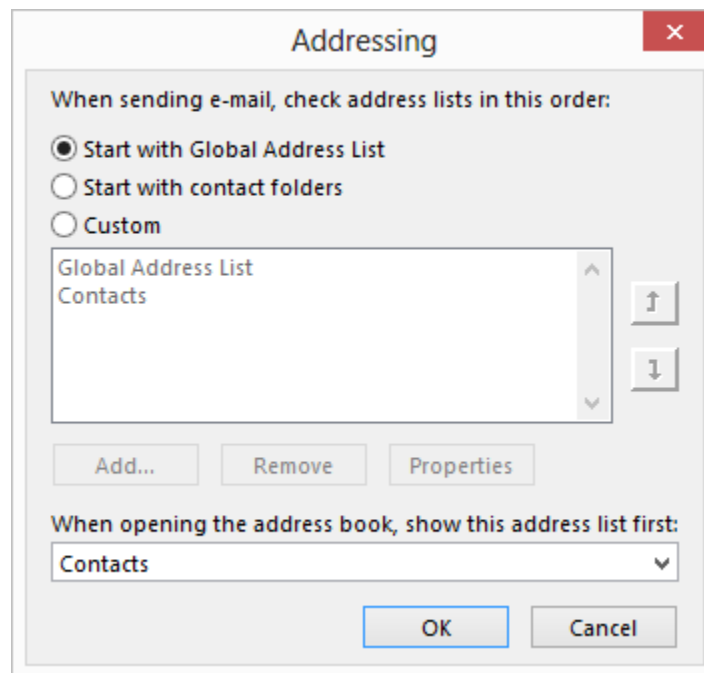 Addressing
When sending e-mail, check address lists in this order:
Start with Global Address List
Start with contact folders
Custom
Global Address List
Contacts
Add...
Remove
Properties
When opening the address book, show this address list first:
Contacts
OK
Cancel